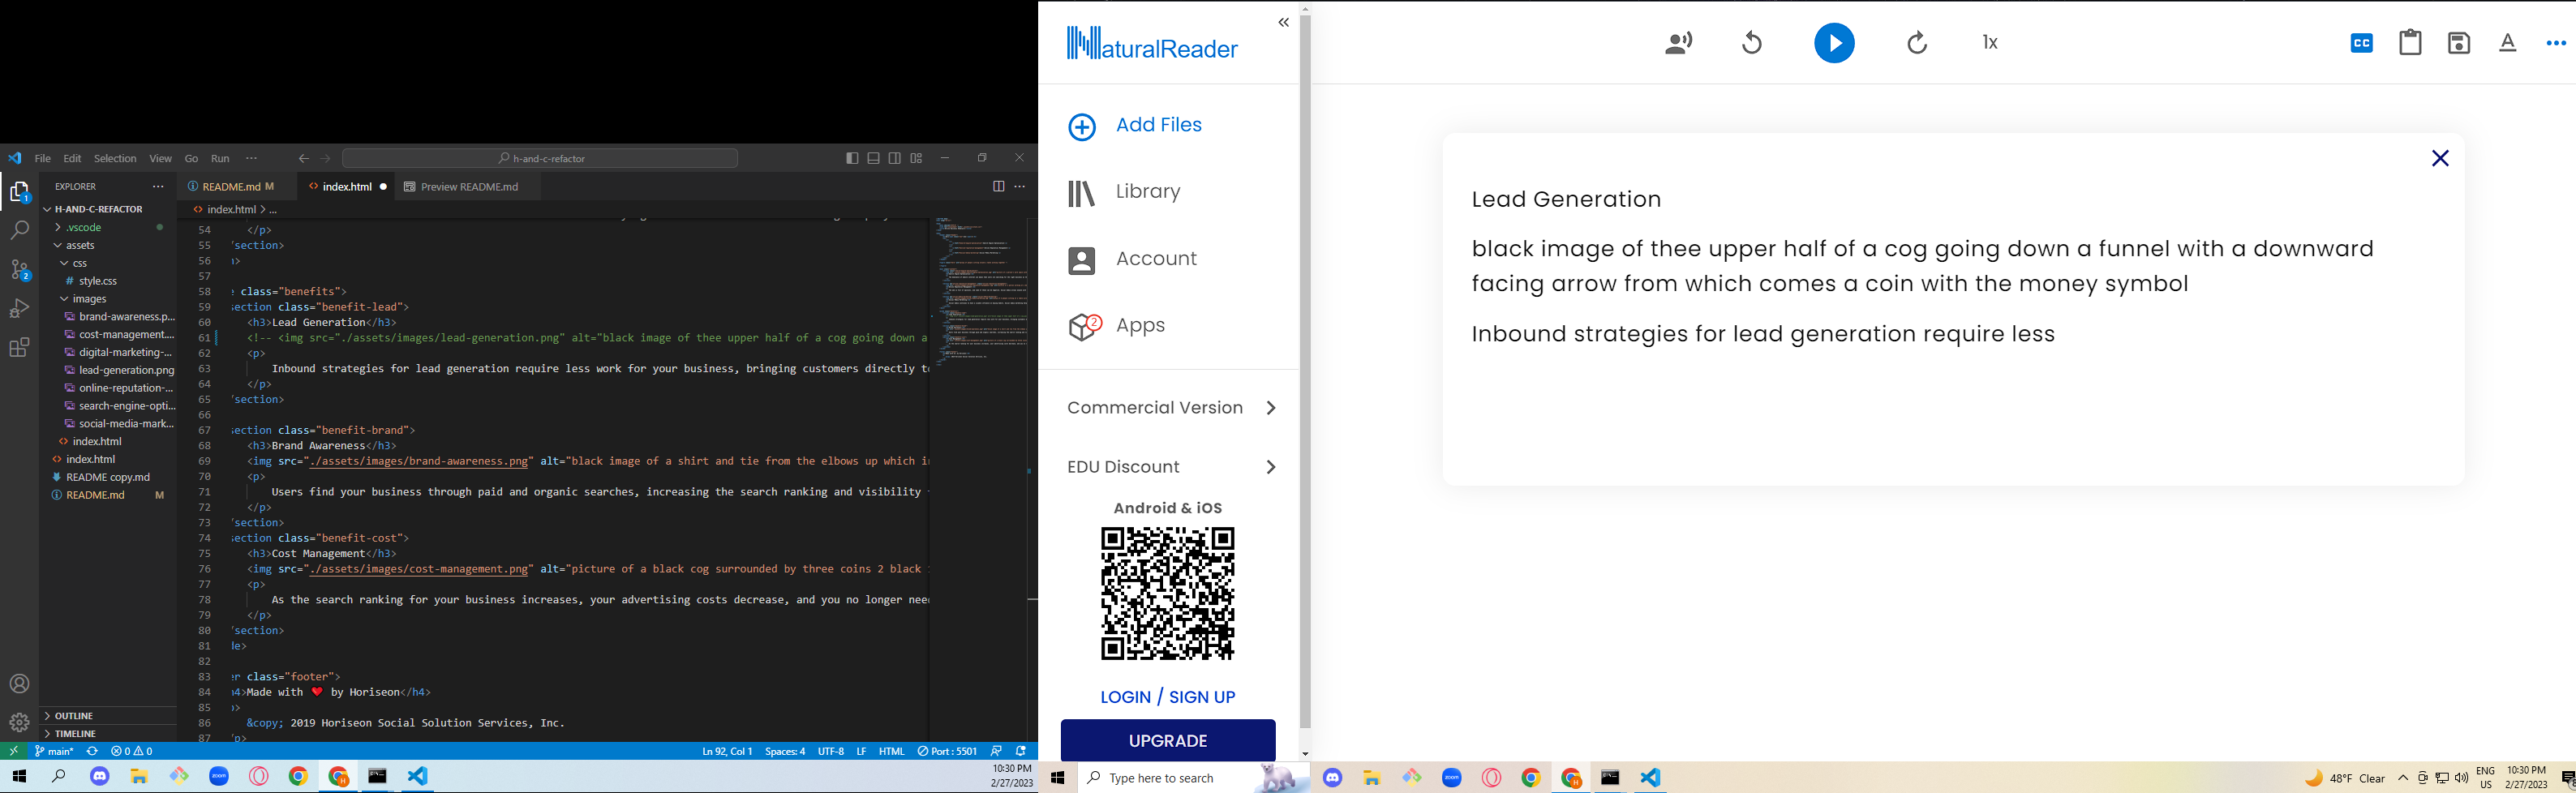 File Edit Selection View Go Run ··· h-and-c-refactor
EXPLORER ···
H-AND-C-REFACTOR
.vscode
assets
css
# style.css
images
brand-awareness.p...
cost-management....
digital-marketing-...
lead-generation.png
online-reputation-...
search-engine-opti...
social-media-mark...
index.html
index.html
README copy.md
README.md M
OUTLINE
TIMELINE
README.md M index.html Preview README.md
index.html > ...
54 </p>
55 /section>
56 >
57
58 class="benefits">
59 section class="benefit-lead">
60 <h3>Lead Generation</h3>
61 <!-- <img src="./assets/images/lead-generation.png" alt="black image of thee upper half of a cog going down a
62 <p>
63 Inbound strategies for lead generation require less work for your business, bringing customers directly
64 </p>
65 /section>
66
67 section class="benefit-brand">
68 <h3>Brand Awareness</h3>
69 <img src="./assets/images/brand-awareness.png" alt="black image of a shirt and tie from the elbows up which
70 <p>
71 Users find your business through paid and organic searches, increasing the search ranking and visibility
72 </p>
73 /section>
74 section class="benefit-cost">
75 <h3>Cost Management</h3>
76 <img src="./assets/images/cost-management.png" alt="picture of a black cog surrounded by three coins 2 black
77 <p>
78 As the search ranking for your business increases, your advertising costs decrease, and you no longer
79 </p>
80 /section>
81 de>
82
83 er class="footer">
84 h4>Made with ❤️ by Horiseon</h4>
85 >
86 &copy; 2019 Horiseon Social Solution Services, Inc.
87 /p>
1
2
main* 0 0 Ln 92, Col 1 Spaces: 4 UTF-8 LF HTML Port : 5501
zoom H 10:30 PM
2/27/2023
NaturalReader
Add Files
Library
Account
2 Apps
Commercial Version
EDU Discount
Android & iOS
LOGIN / SIGN UP
UPGRADE
1x CC A
Lead Generation
black image of thee upper half of a cog going down a funnel with a downward
facing arrow from which comes a coin with the money symbol
Inbound strategies for lead generation require less
Type here to search zoom H 48°F Clear ENG
US 10:30 PM
2/27/2023